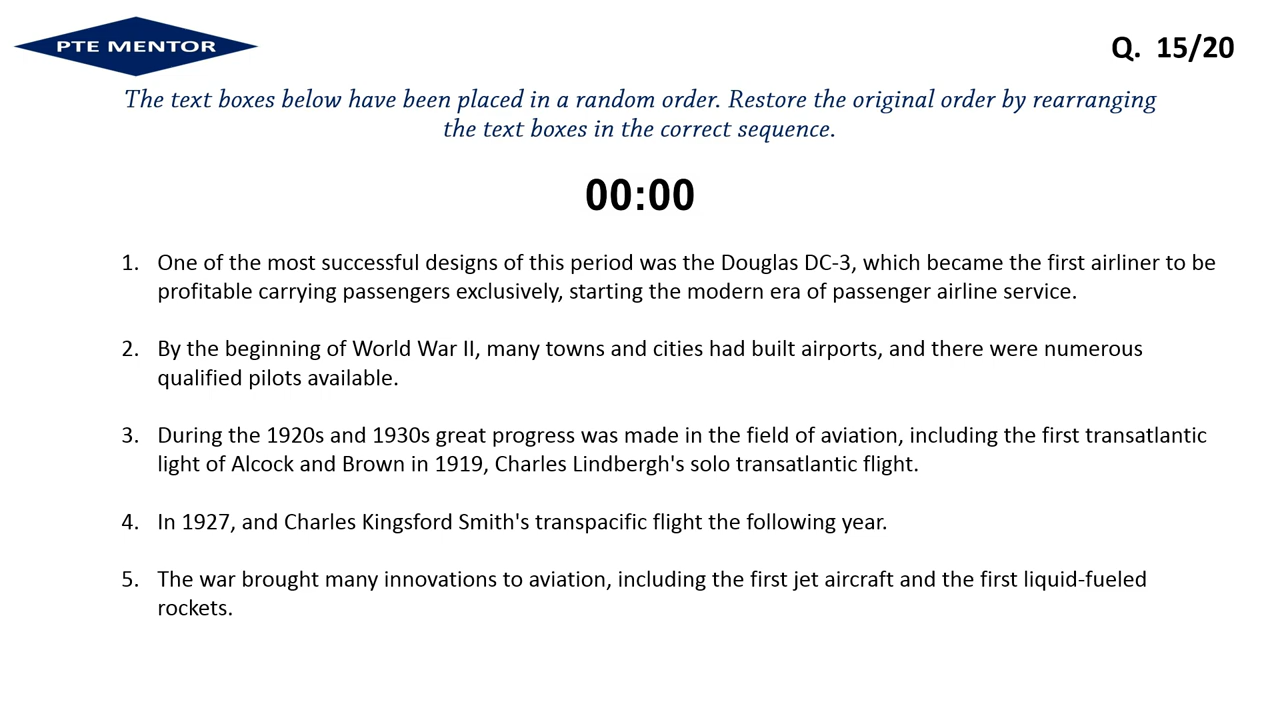 PTE MENTOR
Q. 15/20
The text boxes below have been placed in a random order. Restore the original order by rearranging
the text boxes in the correct sequence.
00:00
1. One of the most successful designs of this period was the Douglas DC-3, which became the first airliner to be
profitable carrying passengers exclusively, starting the modern era of passenger airline service.
2. By the beginning of World War II, many towns and cities had built airports, and there were numerous
qualified pilots available.
3. During the 1920s and 1930s great progress was made in the field of aviation, including the first transatlantic
light of Alcock and Brown in 1919, Charles Lindbergh's solo transatlantic flight.
4. In 1927, and Charles Kingsford Smith's transpacific flight the following year.
5. The war brought many innovations to aviation, including the first jet aircraft and the first liquid-fueled
rockets.